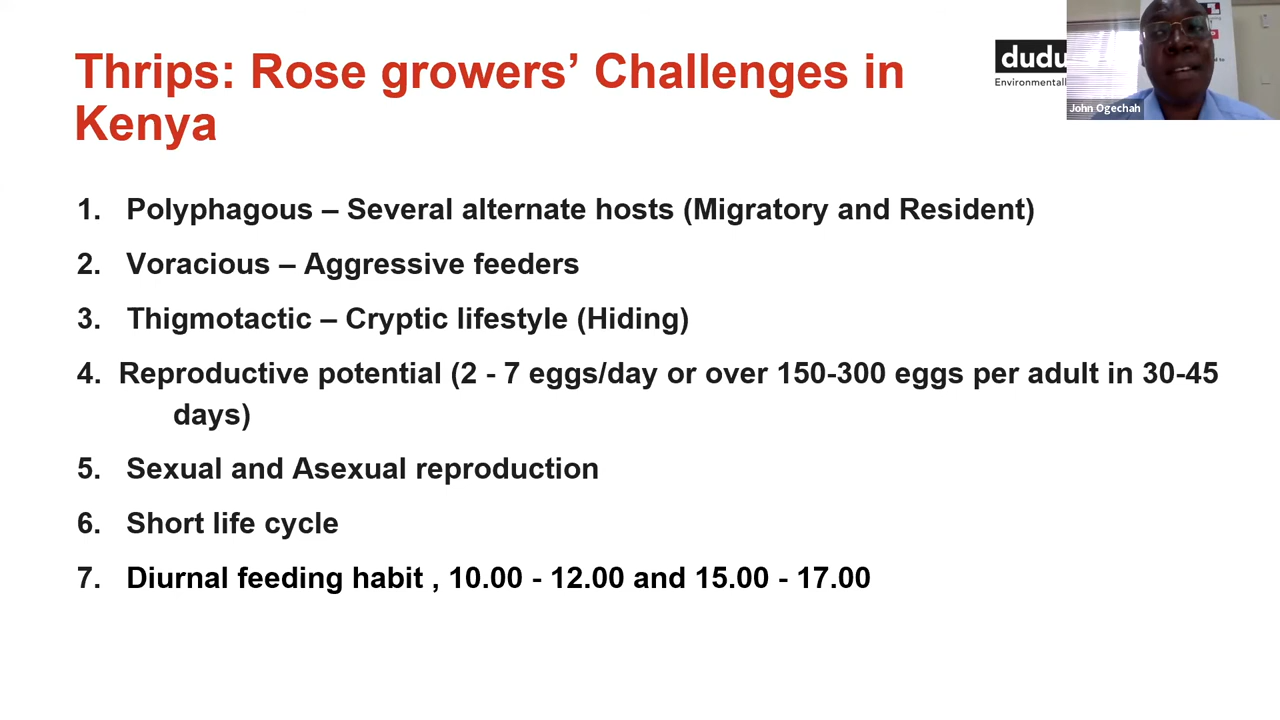 Thrips: Rose growers’ Challenges in
Kenya
dudu
Environmental
John Ogechah
1. Polyphagous – Several alternate hosts (Migratory and Resident)
2. Voracious – Aggressive feeders
3. Thigmotactic – Cryptic lifestyle (Hiding)
4. Reproductive potential (2 - 7 eggs/day or over 150-300 eggs per adult in 30-45
days)
5. Sexual and Asexual reproduction
6. Short life cycle
7. Diurnal feeding habit , 10.00 - 12.00 and 15.00 - 17.00